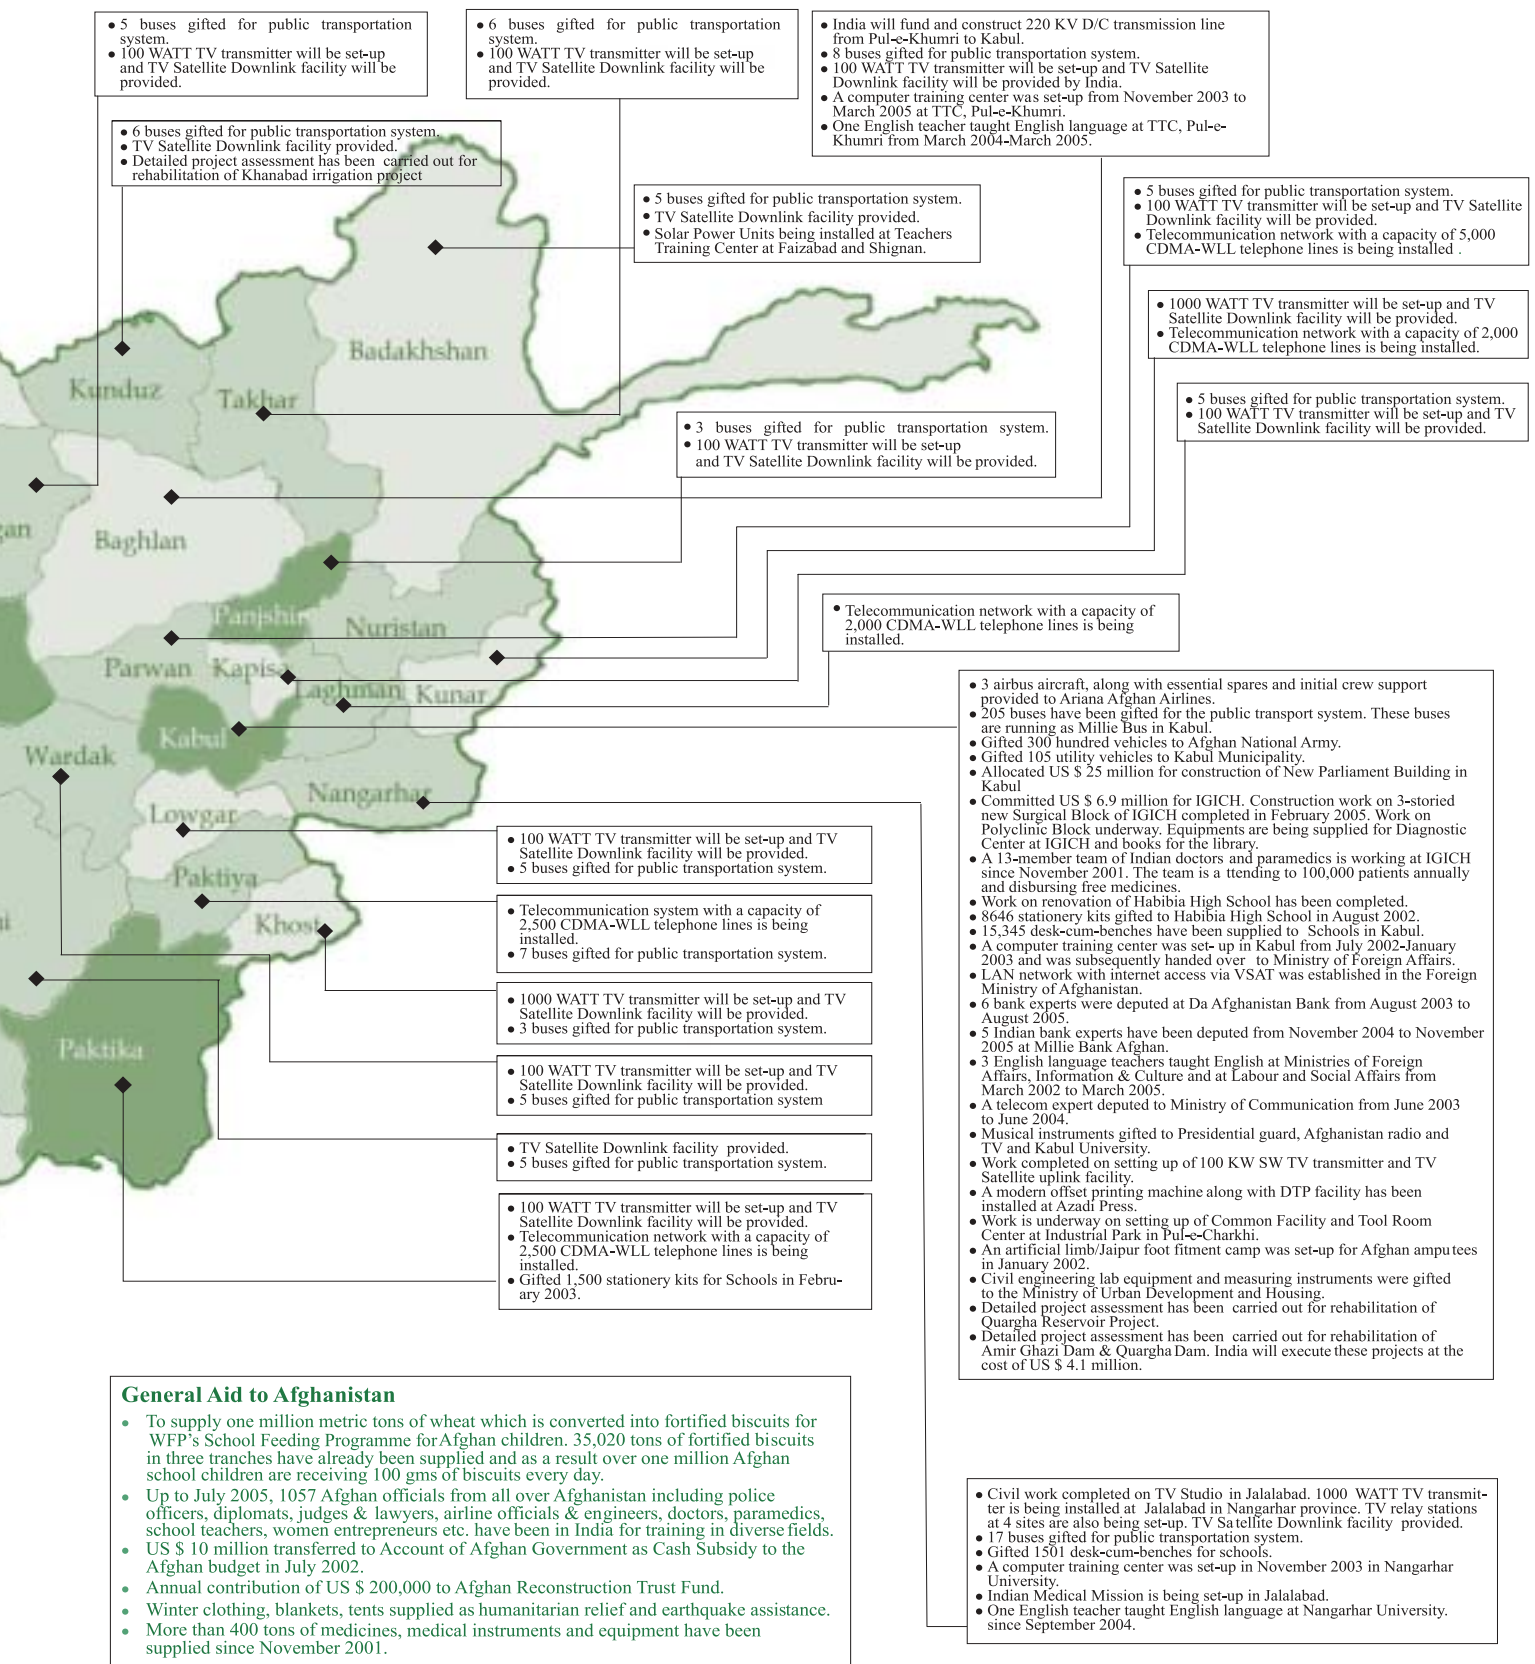 • 5 buses gifted for public transportation
system.
• 100 WATT TV transmitter will be set-up
and TV Satellite Downlink facility will be
provided.
• 6 buses gifted for public transportation
system.
• 100 WATT TV transmitter will be set-up
and TV Satellite Downlink facility will be
provided.
• India will fund and construct 220 KV D/C transmission line
from Pul-e-Khumri to Kabul.
• 8 buses gifted for public transportation system.
• 100 WATT TV transmitter will be set-up and TV Satellite
Downlink facility will be provided by India.
• A computer training center was set-up from November 2003 to
March 2005 at TTC, Pul-e-Khumri.
• One English teacher taught English language at TTC, Pul-e-
Khumri from March 2004-March 2005.
• 6 buses gifted for public transportation system.
• TV Satellite Downlink facility provided.
• Detailed project assessment has been carried out for
rehabilitation of Khanabad irrigation project
• 5 buses gifted for public transportation system.
• TV Satellite Downlink facility provided.
• Solar Power Units being installed at Teachers
Training Center at Faizabad and Shignan.
• 5 buses gifted for public transportation system.
• 100 WATT TV transmitter will be set-up and TV Satellite
Downlink facility will be provided.
• Telecommunication network with a capacity of 5,000
CDMA-WLL telephone lines is being installed .
• 1000 WATT TV transmitter will be set-up and TV
Satellite Downlink facility will be provided.
• Telecommunication network with a capacity of 2,000
CDMA-WLL telephone lines is being installed.
• 5 buses gifted for public transportation system.
• 100 WATT TV transmitter will be set-up and TV
Satellite Downlink facility will be provided.
• 3 buses gifted for public transportation system.
• 100 WATT TV transmitter will be set-up
and TV Satellite Downlink facility will be provided.
Badakhshan
Kunduz
Takhar
gan
Baghlan
Panjshir
Nuristan
Parwan
Kapisa
Laghman
Kunar
Kabul
Wardak
Nangarhar
Lowgar
Paktiya
Khost
Paktika
• Telecommunication network with a capacity of
2,000 CDMA-WLL telephone lines is being
installed.
• 3 airbus aircraft, along with essential spares and initial crew support
provided to Ariana Afghan Airlines.
• 205 buses have been gifted for the public transport system. These buses
are running as Millie Bus in Kabul.
• Gifted 300 hundred vehicles to Afghan National Army.
• Gifted 105 utility vehicles to Kabul Municipality.
• Allocated US $ 25 million for construction of New Parliament Building in
Kabul
• Committed US $ 6.9 million for IGICH. Construction work on 3-storied
new Surgical Block of IGICH completed in February 2005. Work on
Polyclinic Block underway. Equipments are being supplied for Diagnostic
Center at IGICH and books for the library.
• A 13-member team of Indian doctors and paramedics is working at IGICH
since November 2001. The team is a ttending to 100,000 patients annually
and disbursing free medicines.
• Work on renovation of Habibia High School has been completed.
• 8646 stationery kits gifted to Habibia High School in August 2002.
• 15,345 desk-cum-benches have been supplied to Schools in Kabul.
• A computer training center was set- up in Kabul from July 2002-January
2003 and was subsequently handed over to Ministry of Foreign Affairs.
• LAN network with internet access via VSAT was established in the Foreign
Ministry of Afghanistan.
• 6 bank experts were deputed at Da Afghanistan Bank from August 2003 to
August 2005.
• 5 Indian bank experts have been deputed from November 2004 to November
2005 at Millie Bank Afghan.
• 3 English language teachers taught English at Ministries of Foreign
Affairs, Information & Culture and at Labour and Social Affairs from
March 2002 to March 2005.
• A telecom expert deputed to Ministry of Communication from June 2003
to June 2004.
• Musical instruments gifted to Presidential guard, Afghanistan radio and
TV and Kabul University.
• Work completed on setting up of 100 KW SW TV transmitter and TV
Satellite uplink facility.
• A modern offset printing machine along with DTP facility has been
installed at Azadi Press.
• Work is underway on setting up of Common Facility and Tool Room
Center at Industrial Park in Pul-e-Charkhi.
• An artificial limb/Jaipur foot fitment camp was set-up for Afghan amputees
in January 2002.
• Civil engineering lab equipment and measuring instruments were gifted
to the Ministry of Urban Development and Housing.
• Detailed project assessment has been carried out for rehabilitation of
Quargha Reservoir Project.
• Detailed project assessment has been carried out for rehabilitation of
Amir Ghazi Dam & Quargha Dam. India will execute these projects at the
cost of US $ 4.1 million.
• 100 WATT TV transmitter will be set-up and TV
Satellite Downlink facility will be provided.
• 5 buses gifted for public transportation system.
• Telecommunication system with a capacity of
2,500 CDMA-WLL telephone lines is being
installed.
• 7 buses gifted for public transportation system.
• 1000 WATT TV transmitter will be set-up and TV
Satellite Downlink facility will be provided.
• 3 buses gifted for public transportation system.
• 100 WATT TV transmitter will be set-up and TV
Satellite Downlink facility will be provided.
• 5 buses gifted for public transportation system
• TV Satellite Downlink facility provided.
• 5 buses gifted for public transportation system.
• 100 WATT TV transmitter will be set-up and TV
Satellite Downlink facility will be provided.
• Telecommunication network with a capacity of
2,500 CDMA-WLL telephone lines is being
installed.
• Gifted 1,500 stationery kits for Schools in Febru-
ary 2003.
General Aid to Afghanistan
• To supply one million metric tons of wheat which is converted into fortified biscuits for
WFP's School Feeding Programme for Afghan children. 35,020 tons of fortified biscuits
in three tranches have already been supplied and as a result over one million Afghan
school children are receiving 100 gms of biscuits every day.
• Up to July 2005, 1057 Afghan officials from all over Afghanistan including police
officers, diplomats, judges & lawyers, airline officials & engineers, doctors, paramedics,
school teachers, women entrepreneurs etc. have been in India for training in diverse fields.
• US $ 10 million transferred to Account of Afghan Government as Cash Subsidy to the
Afghan budget in July 2002.
• Annual contribution of US $ 200,000 to Afghan Reconstruction Trust Fund.
• Winter clothing, blankets, tents supplied as humanitarian relief and earthquake assistance.
• More than 400 tons of medicines, medical instruments and equipment have been
supplied since November 2001.
• Civil work completed on TV Studio in Jalalabad. 1000 WATT TV transmit-
ter is being installed at Jalalabad in Nangarhar province. TV relay stations
at 4 sites are also being set-up. TV Sa tellite Downlink facility provided.
• 17 buses gifted for public transportation system.
• Gifted 1501 desk-cum-benches for schools.
• A computer training center was set-up in November 2003 in Nangarhar
University.
• Indian Medical Mission is being set-up in Jalalabad.
• One English teacher taught English language at Nangarhar University.
since September 2004.